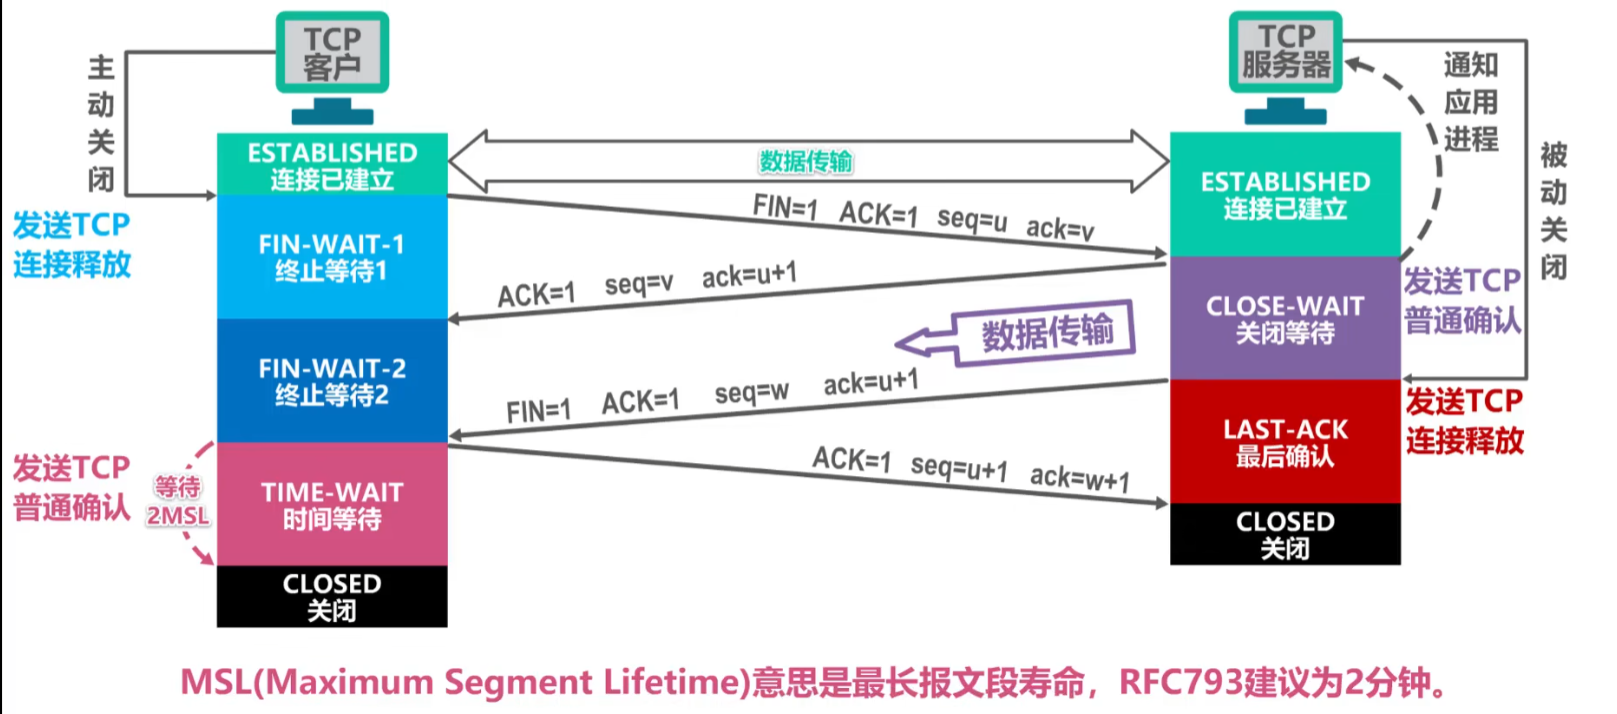 TCP
客户
TCP
服务器
主动关闭
通知
应用
进程
被动关闭
ESTABLISHED
连接已建立
数据传输
ESTABLISHED
连接已建立
FIN=1 ACK=1 seq=u ack=v
发送TCP
连接释放
FIN-WAIT-1
终止等待1
ACK=1 seq=v ack=u+1
CLOSE-WAIT
关闭等待
发送TCP
普通确认
数据传输
FIN-WAIT-2
终止等待2
FIN=1 ACK=1 seq=w ack=u+1
LAST-ACK
最后确认
发送TCP
连接释放
ACK=1 seq=u+1 ack=w+1
发送TCP
普通确认
等待
2MSL
TIME-WAIT
时间等待
CLOSED
关闭
CLOSED
关闭
MSL(Maximum Segment Lifetime)意思是最长报文段寿命，RFC793建议为2分钟。